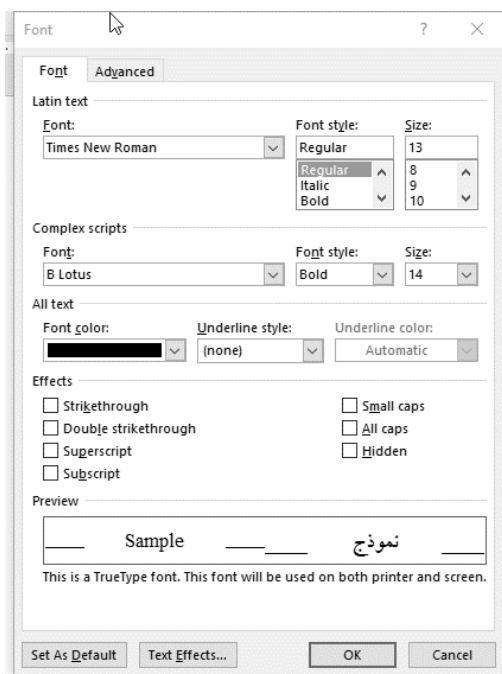 Font ? ×
Font Advanced
Latin text
Font: Font style: Size:
Times New Roman Regular 13
Regular 8
Italic 9
Bold 10
Complex scripts
Font: Font style: Size:
B Lotus Bold 14
All text
Font color: Underline style: Underline color:
(none) Automatic
Effects
Strikethrough Small caps
Double strikethrough All caps
Superscript Hidden
Subscript
Preview
Sample نموذج
This is a TrueType font. This font will be used on both printer and screen.
Set As Default Text Effects... OK Cancel